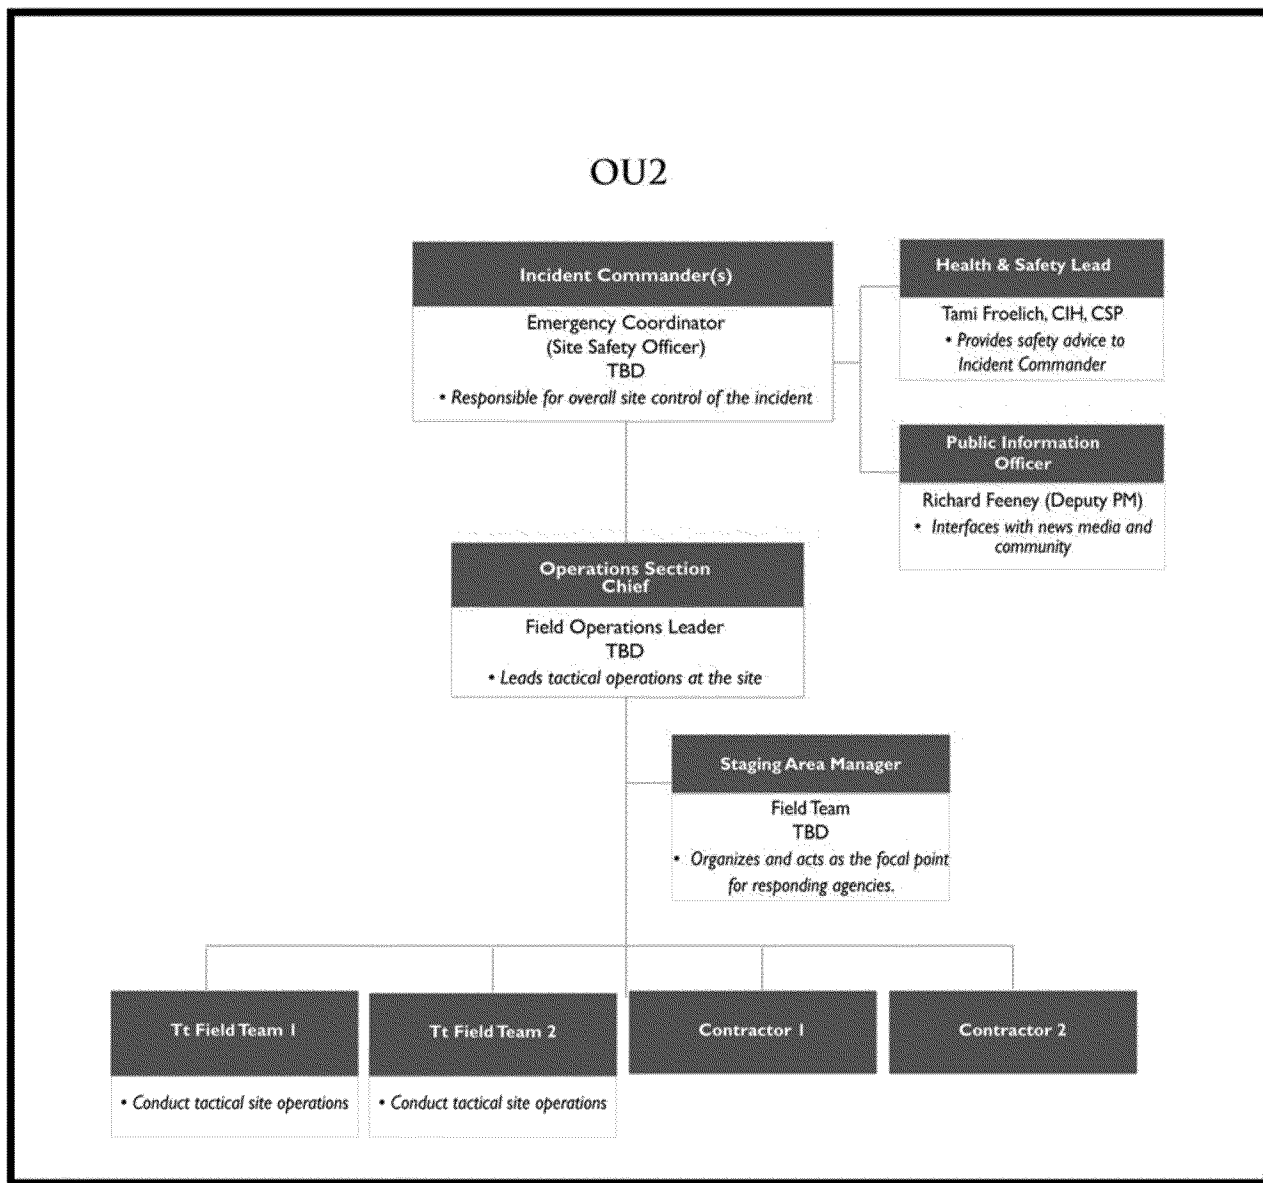 OU2
Incident Commander(s)
Emergency Coordinator
(Site Safety Officer)
TBD
• Responsible for overall site control of the incident
Health & Safety Lead
Tami Froelich, CIH, CSP
• Provides safety advice to
Incident Commander
Public Information
Officer
Richard Feeney (Deputy PM)
• Interfaces with news media and
community
Operations Section
Chief
Field Operations Leader
TBD
• Leads tactical operations at the site
Staging Area Manager
Field Team
TBD
• Organizes and acts as the focal point
for responding agencies.
Tt Field Team 1
• Conduct tactical site operations
Tt Field Team 2
• Conduct tactical site operations
Contractor 1
Contractor 2